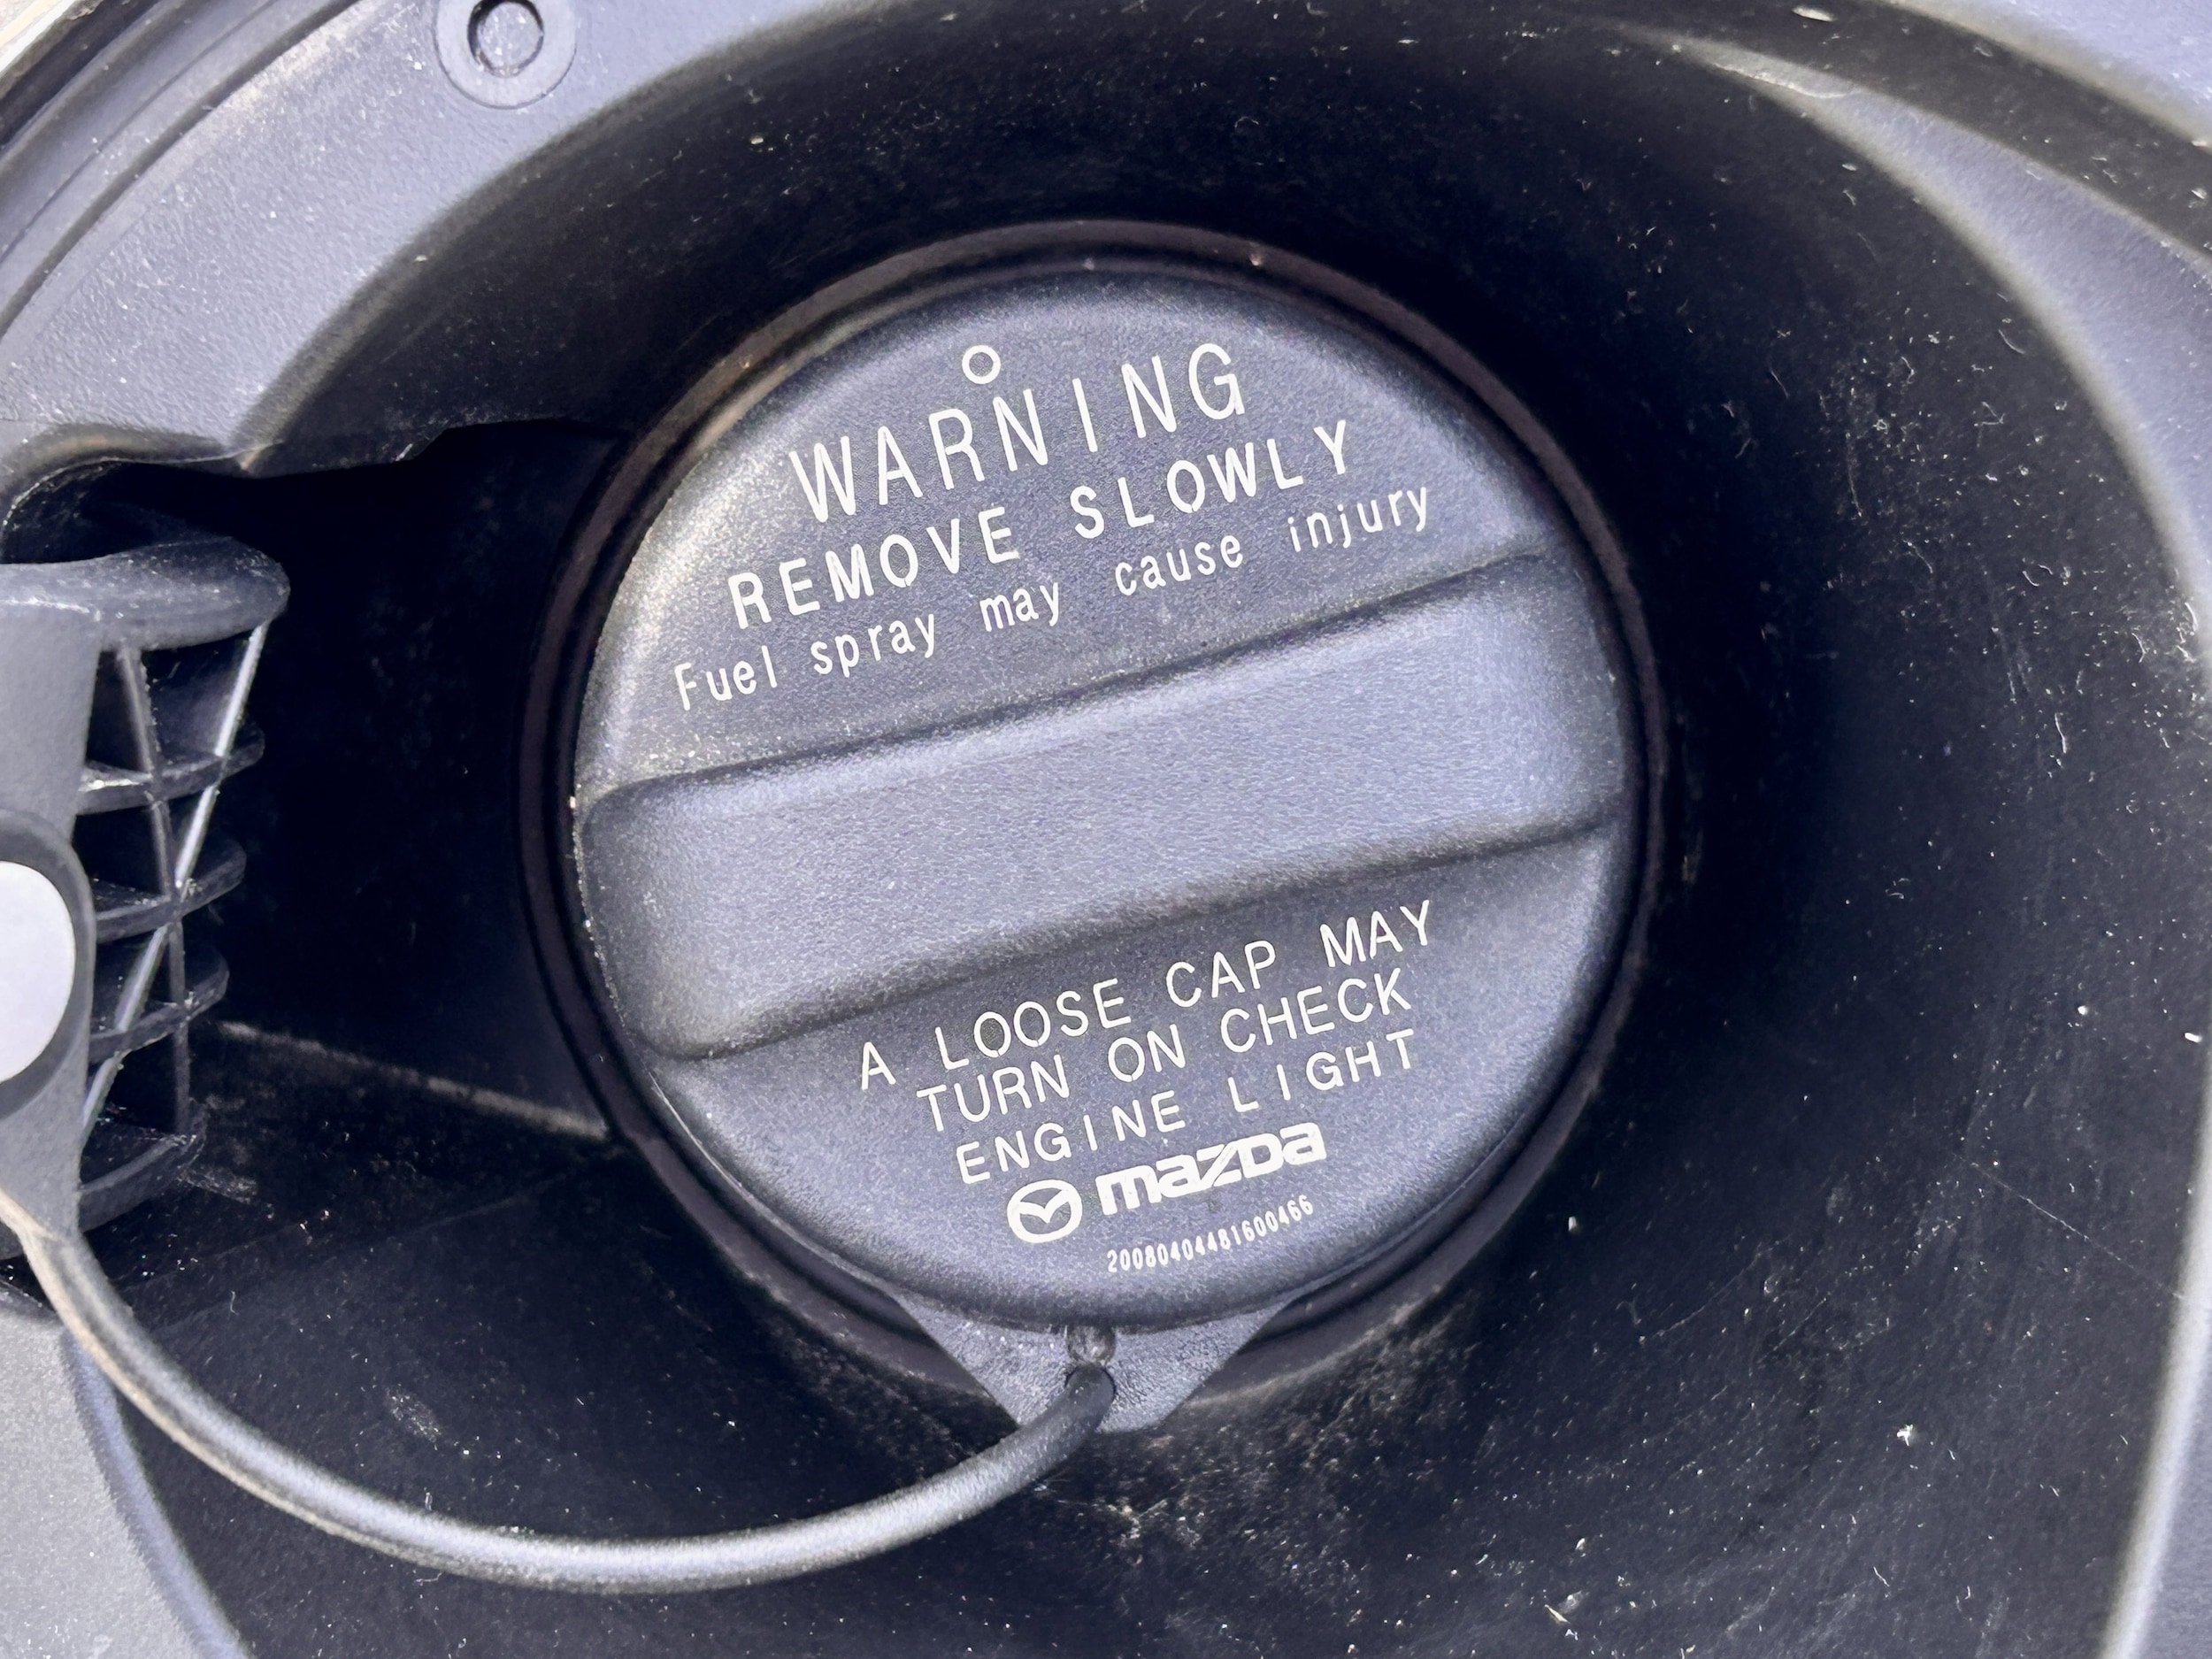 WARNING
REMOVE SLOWLY
Fuel spray may cause injury
A LOOSE CAP MAY
TURN ON CHECK
ENGINE LIGHT
mazda
20080404481600466